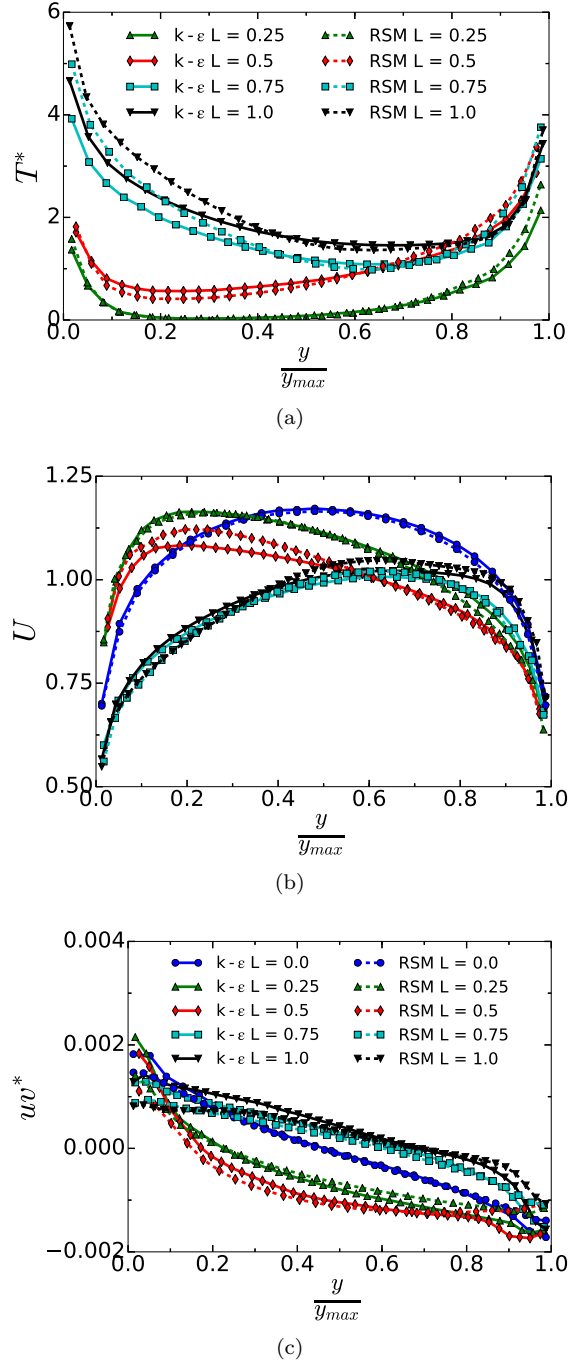 6
k - ε L = 0.25 RSM L = 0.25
k - ε L = 0.5 RSM L = 0.5
k - ε L = 0.75 RSM L = 0.75
4
k - ε L = 1.0 RSM L = 1.0
T*
2
0
0.0 0.2 0.4 0.6 0.8 1.0
y
y_max
(a)
1.25
1.00
U
0.75
0.50
0.0 0.2 0.4 0.6 0.8 1.0
y
y_max
(b)
0.004
k - ε L = 0.0 RSM L = 0.0
k - ε L = 0.25 RSM L = 0.25
k - ε L = 0.5 RSM L = 0.5
0.002
k - ε L = 0.75 RSM L = 0.75
k - ε L = 1.0 RSM L = 1.0
uv*
0.000
−0.002
0.0 0.2 0.4 0.6 0.8 1.0
y
y_max
(c)